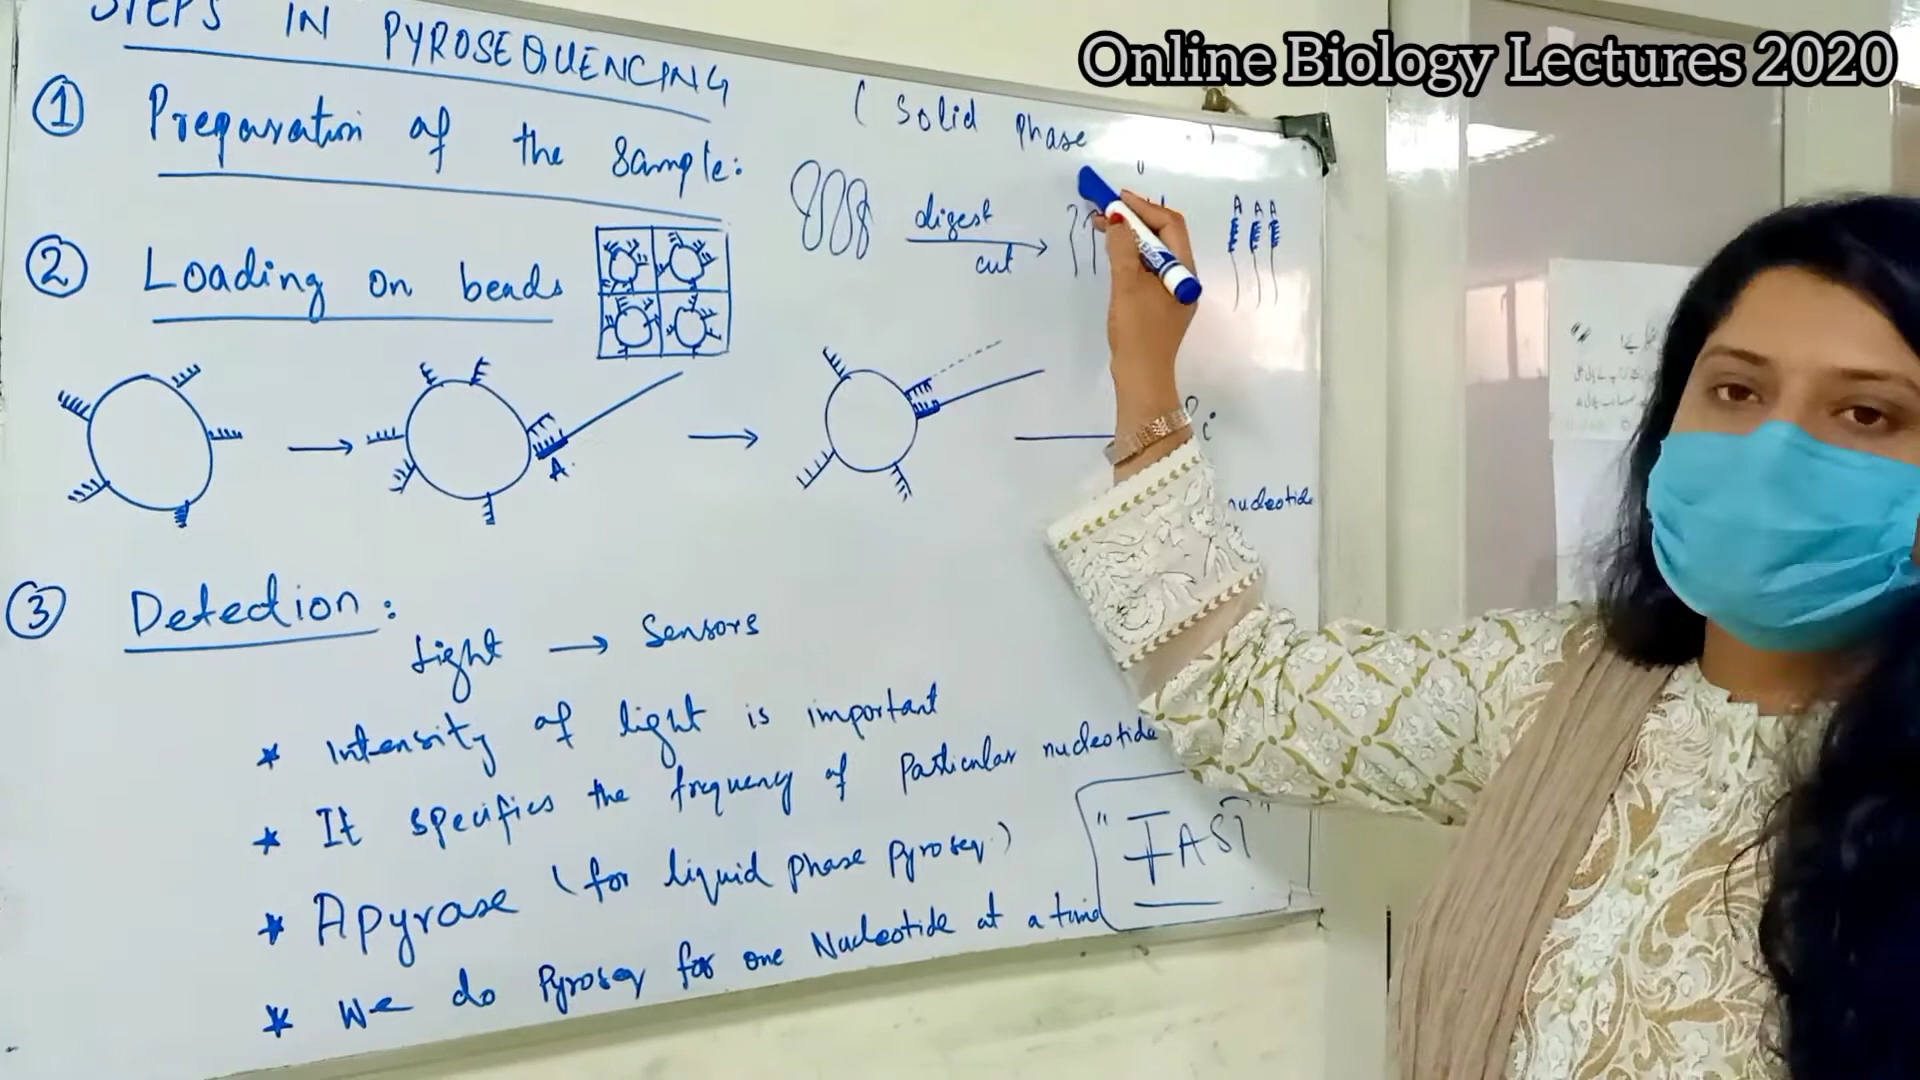 Online Biology Lectures 2020
STEPS IN PYROSEQUENCING
(Solid phase
① Preparation of the sample:
digest
cut
A A A
② Loading on beads
A
Pi
nucleotide
③ Detection:
Light → Sensors
* Intensity of light is important
* It specifies the frequency of Particular nucleotide
* Apyrase (for liquid phase Pyroseq.)
"FAST"
* We do Pyroseq for one Nucleotide at a time